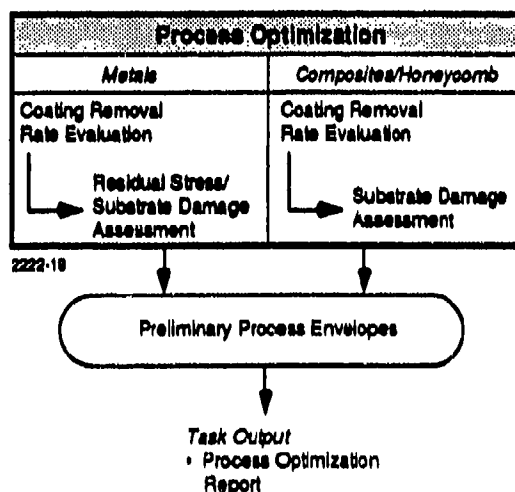 Process Optimization
Metals
Composites/Honeycomb
Coating Removal
Rate Evaluation
Residual Stress/
Substrate Damage
Assessment
Coating Removal
Rate Evaluation
Substrate Damage
Assessment
2222-18
Preliminary Process Envelopes
Task Output
• Process Optimization
Report